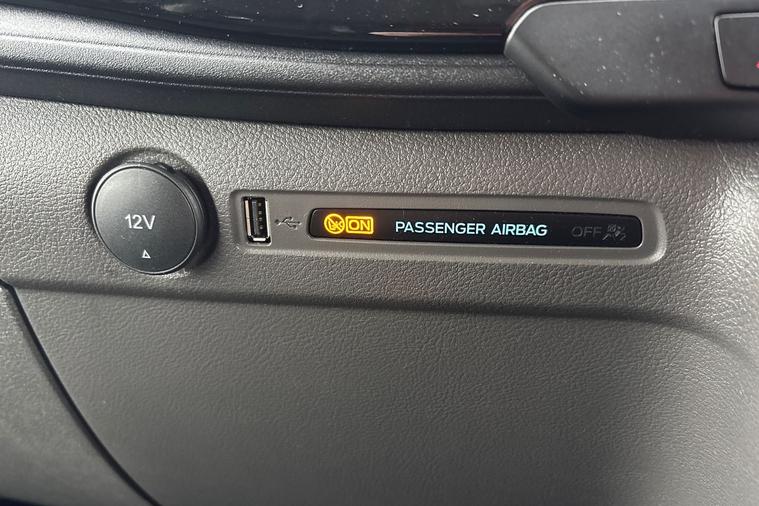 12V
ON PASSENGER AIRBAG OFF